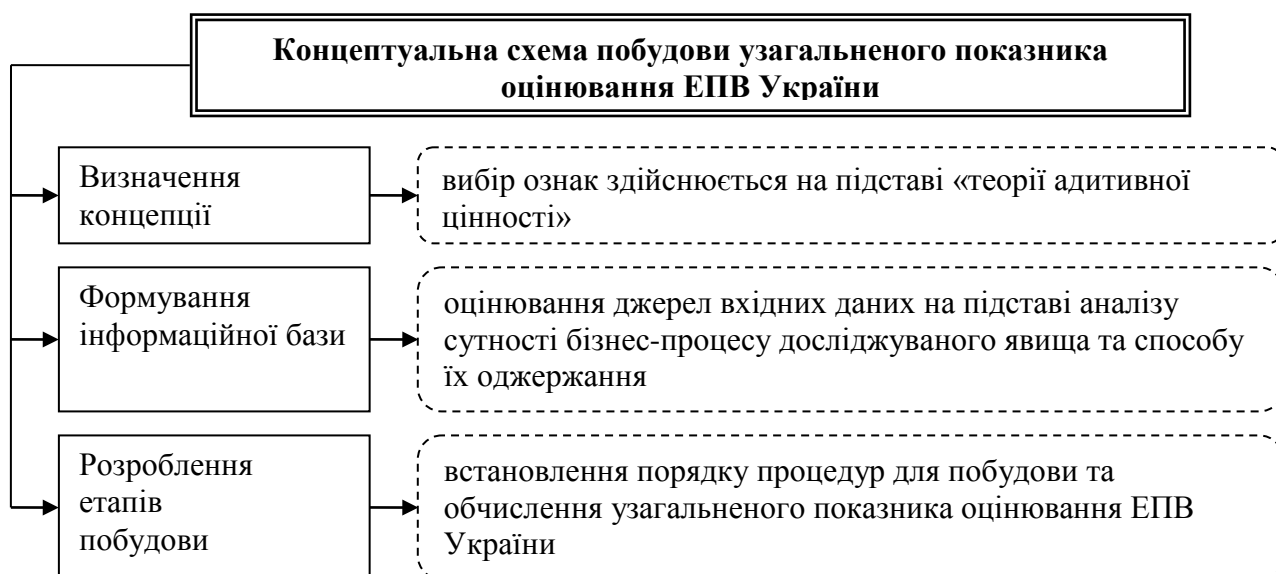 Концептуальна схема побудови узагальненого показника
оцінювання ЕПВ України
Визначення
концепції
вибір ознак здійснюється на підставі «теорії адитивної
цінності»
Формування
інформаційної бази
оцінювання джерел вхідних даних на підставі аналізу
сутності бізнес-процесу досліджуваного явища та способу
їх оджержання
Розроблення
етапів
побудови
встановлення порядку процедур для побудови та
обчислення узагальненого показника оцінювання ЕПВ
України